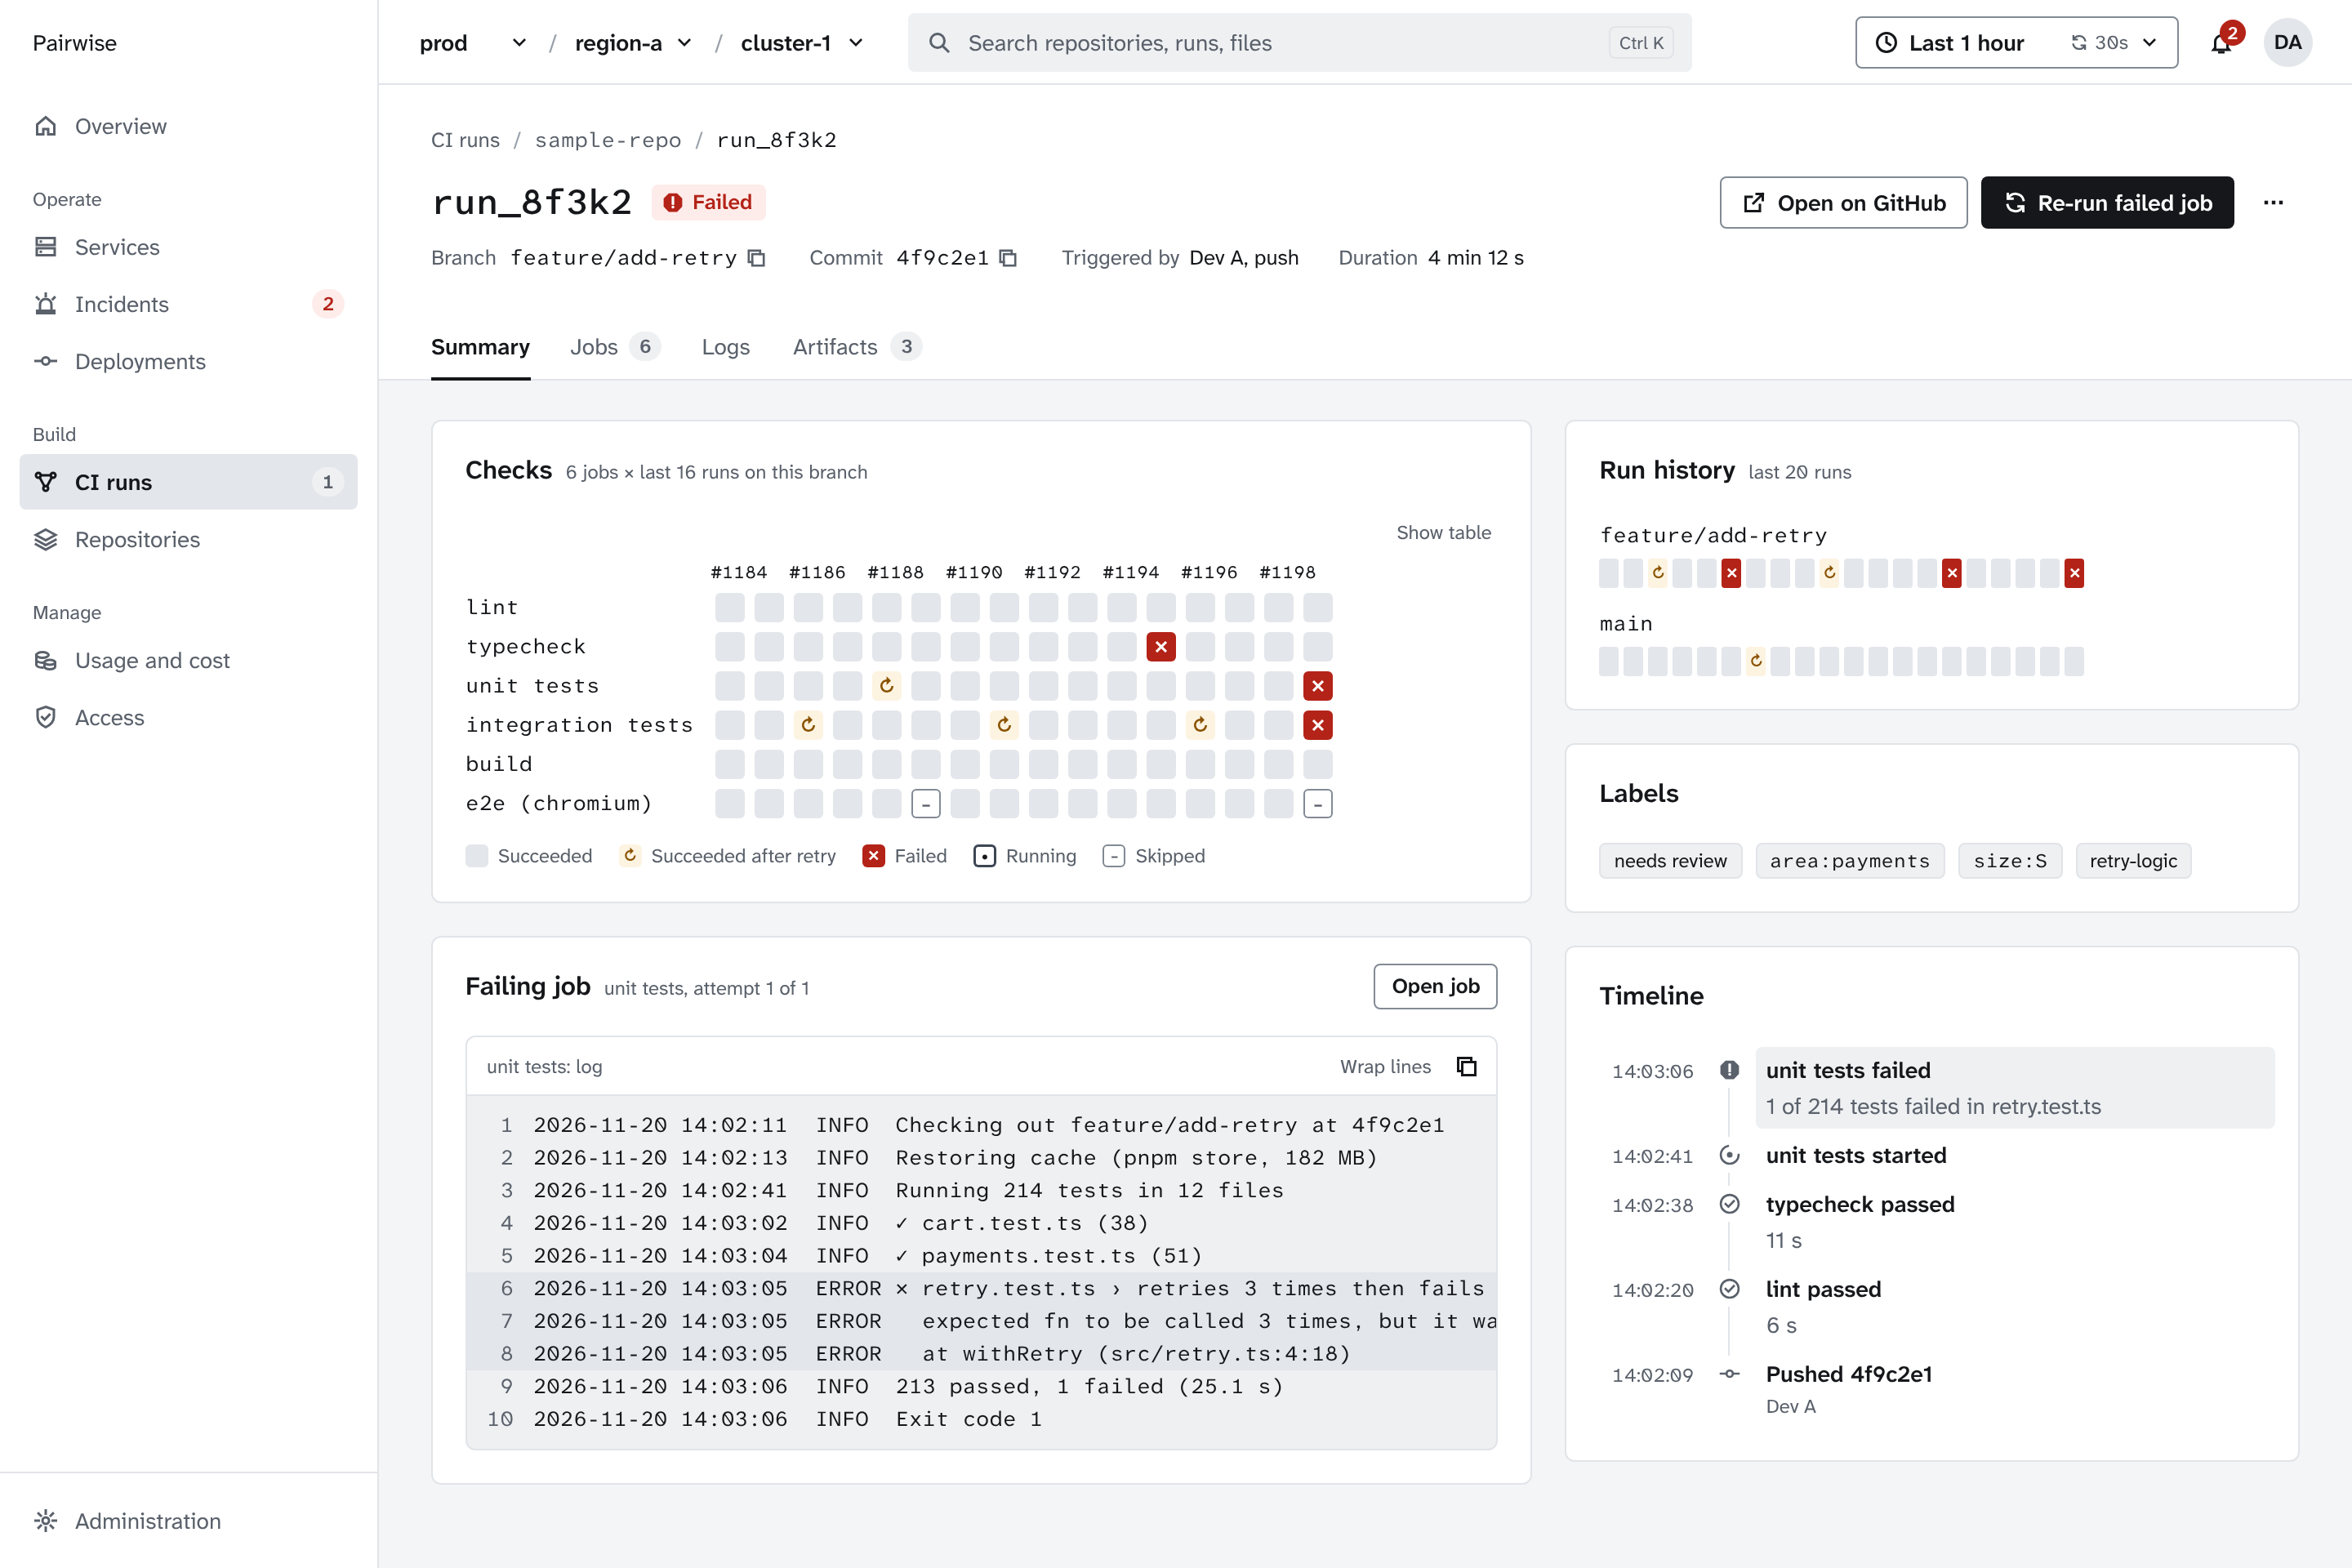 Pairwise
prod / region-a / cluster-1
Search repositories, runs, files
Ctrl K
Last 1 hour
30s
2
DA
Overview
Operate
Services
Incidents 2
Deployments
Build
CI runs 1
Repositories
Manage
Usage and cost
Access
Administration
CI runs / sample-repo / run_8f3k2
run_8f3k2
Failed
Open on GitHub
Re-run failed job
Branch feature/add-retry
Commit 4f9c2e1
Triggered by Dev A, push
Duration 4 min 12 s
Summary
Jobs 6
Logs
Artifacts 3
Checks 6 jobs × last 16 runs on this branch
Show table
#1184 #1186 #1188 #1190 #1192 #1194 #1196 #1198
lint
typecheck
unit tests
integration tests
build
e2e (chromium)
Succeeded
Succeeded after retry
Failed
Running
Skipped
Failing job unit tests, attempt 1 of 1
Open job
unit tests: log
Wrap lines
1 2026-11-20 14:02:11 INFO Checking out feature/add-retry at 4f9c2e1
2 2026-11-20 14:02:13 INFO Restoring cache (pnpm store, 182 MB)
3 2026-11-20 14:02:41 INFO Running 214 tests in 12 files
4 2026-11-20 14:03:02 INFO ✓ cart.test.ts (38)
5 2026-11-20 14:03:04 INFO ✓ payments.test.ts (51)
6 2026-11-20 14:03:05 ERROR × retry.test.ts › retries 3 times then fails
7 2026-11-20 14:03:05 ERROR expected fn to be called 3 times, but it wa
8 2026-11-20 14:03:05 ERROR at withRetry (src/retry.ts:4:18)
9 2026-11-20 14:03:06 INFO 213 passed, 1 failed (25.1 s)
10 2026-11-20 14:03:06 INFO Exit code 1
Run history last 20 runs
feature/add-retry
main
Labels
needs review
area:payments
size:S
retry-logic
Timeline
14:03:06 unit tests failed
1 of 214 tests failed in retry.test.ts
14:02:41 unit tests started
14:02:38 typecheck passed
11 s
14:02:20 lint passed
6 s
14:02:09 Pushed 4f9c2e1
Dev A